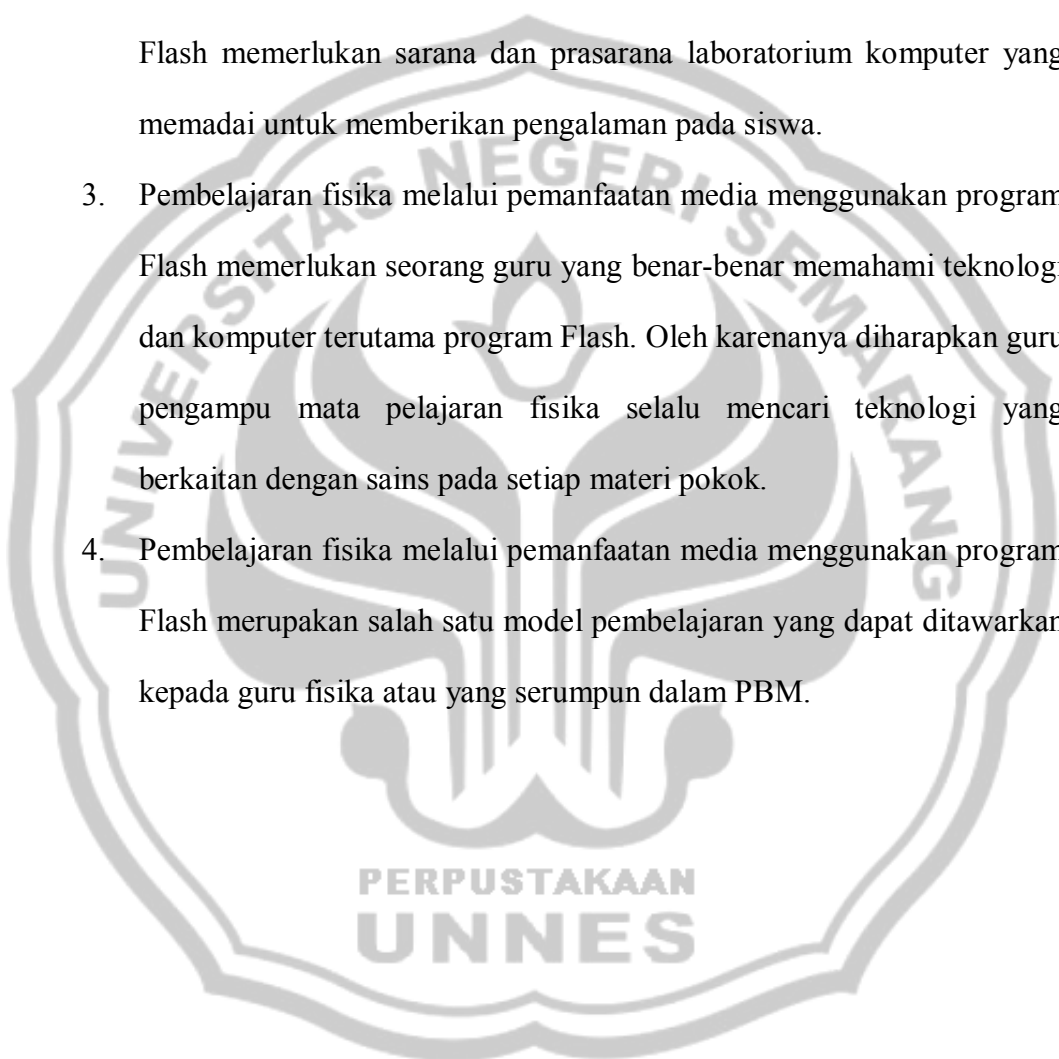 Flash memerlukan sarana dan prasarana laboratorium komputer yang
memadai untuk memberikan pengalaman pada siswa.
3. Pembelajaran fisika melalui pemanfaatan media menggunakan program
Flash memerlukan seorang guru yang benar-benar memahami teknologi
dan komputer terutama program Flash. Oleh karenanya diharapkan guru
pengampu mata pelajaran fisika selalu mencari teknologi yang
berkaitan dengan sains pada setiap materi pokok.
4. Pembelajaran fisika melalui pemanfaatan media menggunakan program
Flash merupakan salah satu model pembelajaran yang dapat ditawarkan
kepada guru fisika atau yang serumpun dalam PBM.
UNIVERSITAS NEGERI SEMARANG
PERPUSTAKAAN
UNNES